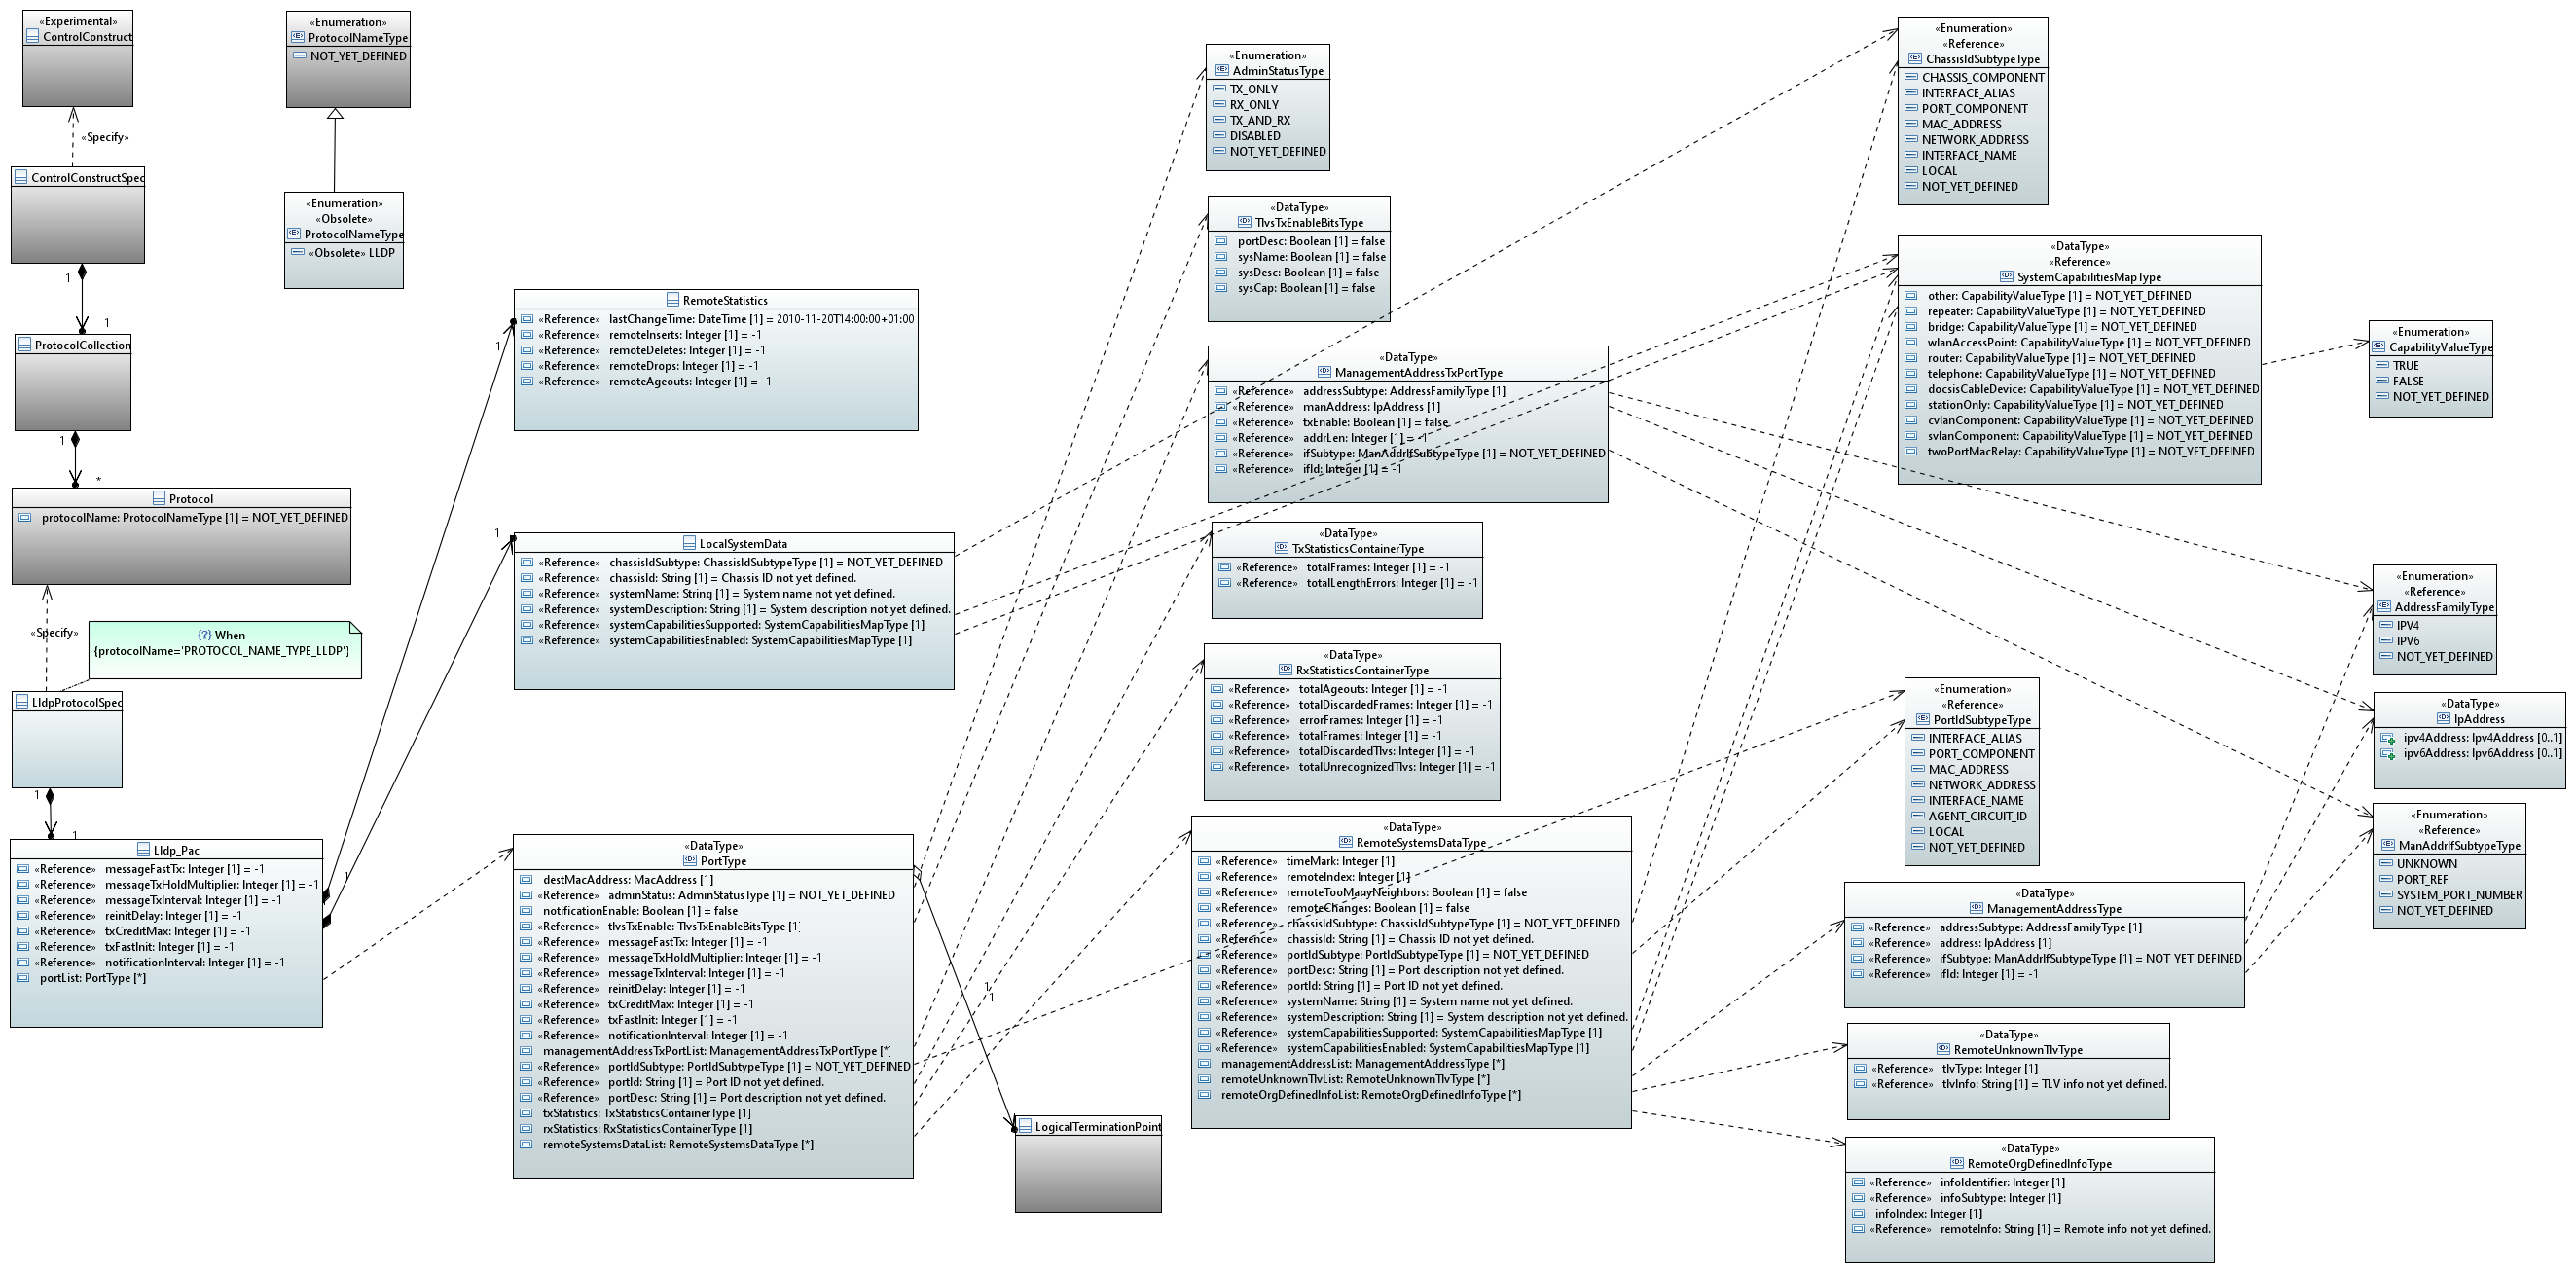 «Experimental»
ControlConstruct
«Specify»
ControlConstructSpec
1
1
ProtocolCollection
1
*
Protocol
protocolName: ProtocolNameType [1] = NOT_YET_DEFINED
«Specify»
{?} When
{protocolName='PROTOCOL_NAME_TYPE_LLDP'}
LldpProtocolSpec
1
1
Lldp_Pac
«Reference» messageFastTx: Integer [1] = -1
«Reference» messageTxHoldMultiplier: Integer [1] = -1
«Reference» messageTxInterval: Integer [1] = -1
«Reference» reinitDelay: Integer [1] = -1
«Reference» txCreditMax: Integer [1] = -1
«Reference» txFastInit: Integer [1] = -1
«Reference» notificationInterval: Integer [1] = -1
portList: PortType [*]
1
«Enumeration»
ProtocolNameType
NOT_YET_DEFINED
«Enumeration»
«Obsolete»
ProtocolNameType
«Obsolete» LLDP
1
RemoteStatistics
«Reference» lastChangeTime: DateTime [1] = 2010-11-20T14:00:00+01:00
«Reference» remoteInserts: Integer [1] = -1
«Reference» remoteDeletes: Integer [1] = -1
«Reference» remoteDrops: Integer [1] = -1
«Reference» remoteAgeouts: Integer [1] = -1
1
LocalSystemData
«Reference» chassisIdSubtype: ChassisIdSubtypeType [1] = NOT_YET_DEFINED
«Reference» chassisId: String [1] = Chassis ID not yet defined.
«Reference» systemName: String [1] = System name not yet defined.
«Reference» systemDescription: String [1] = System description not yet defined.
«Reference» systemCapabilitiesSupported: SystemCapabilitiesMapType [1]
«Reference» systemCapabilitiesEnabled: SystemCapabilitiesMapType [1]
«DataType»
PortType
destMacAddress: MacAddress [1]
«Reference» adminStatus: AdminStatusType [1] = NOT_YET_DEFINED
notificationEnable: Boolean [1] = false
«Reference» tlvsTxEnable: TlvsTxEnableBitsType [1]
«Reference» messageFastTx: Integer [1] = -1
«Reference» messageTxHoldMultiplier: Integer [1] = -1
«Reference» messageTxInterval: Integer [1] = -1
«Reference» reinitDelay: Integer [1] = -1
«Reference» txCreditMax: Integer [1] = -1
«Reference» txFastInit: Integer [1] = -1
«Reference» notificationInterval: Integer [1] = -1
managementAddressTxPortList: ManagementAddressTxPortType [*]
«Reference» portIdSubtype: PortIdSubtypeType [1] = NOT_YET_DEFINED
«Reference» portId: String [1] = Port ID not yet defined.
«Reference» portDesc: String [1] = Port description not yet defined.
txStatistics: TxStatisticsContainerType [1]
rxStatistics: RxStatisticsContainerType [1]
remoteSystemsDataList: RemoteSystemsDataType [*]
1
1
LogicalTerminationPoint
«Enumeration»
AdminStatusType
TX_ONLY
RX_ONLY
TX_AND_RX
DISABLED
NOT_YET_DEFINED
«DataType»
TlvsTxEnableBitsType
portDesc: Boolean [1] = false
sysName: Boolean [1] = false
sysDesc: Boolean [1] = false
sysCap: Boolean [1] = false
«DataType»
ManagementAddressTxPortType
«Reference» addressSubtype: AddressFamilyType [1]
«Reference» manAddress: IpAddress [1]
«Reference» txEnable: Boolean [1] = false
«Reference» addrLen: Integer [1] = -1
«Reference» ifSubtype: ManAddrIfSubtypeType [1] = NOT_YET_DEFINED
«Reference» ifId: Integer [1] = -1
«DataType»
TxStatisticsContainerType
«Reference» totalFrames: Integer [1] = -1
«Reference» totalLengthErrors: Integer [1] = -1
«DataType»
RxStatisticsContainerType
«Reference» totalAgeouts: Integer [1] = -1
«Reference» totalDiscardedFrames: Integer [1] = -1
«Reference» errorFrames: Integer [1] = -1
«Reference» totalFrames: Integer [1] = -1
«Reference» totalDiscardedTlvs: Integer [1] = -1
«Reference» totalUnrecognizedTlvs: Integer [1] = -1
«DataType»
RemoteSystemsDataType
«Reference» timeMark: Integer [1]
«Reference» remoteIndex: Integer [1]
«Reference» remoteTooManyNeighbors: Boolean [1] = false
«Reference» remoteChanges: Boolean [1] = false
«Reference» chassisIdSubtype: ChassisIdSubtypeType [1] = NOT_YET_DEFINED
«Reference» chassisId: String [1] = Chassis ID not yet defined.
«Reference» portIdSubtype: PortIdSubtypeType [1] = NOT_YET_DEFINED
«Reference» portDesc: String [1] = Port description not yet defined.
«Reference» portId: String [1] = Port ID not yet defined.
«Reference» systemName: String [1] = System name not yet defined.
«Reference» systemDescription: String [1] = System description not yet defined.
«Reference» systemCapabilitiesSupported: SystemCapabilitiesMapType [1]
«Reference» systemCapabilitiesEnabled: SystemCapabilitiesMapType [1]
managementAddressList: ManagementAddressType [*]
remoteUnknownTlvList: RemoteUnknownTlvType [*]
remoteOrgDefinedInfoList: RemoteOrgDefinedInfoType [*]
«Enumeration»
«Reference»
ChassisIdSubtypeType
CHASSIS_COMPONENT
INTERFACE_ALIAS
PORT_COMPONENT
MAC_ADDRESS
NETWORK_ADDRESS
INTERFACE_NAME
LOCAL
NOT_YET_DEFINED
«DataType»
«Reference»
SystemCapabilitiesMapType
other: CapabilityValueType [1] = NOT_YET_DEFINED
repeater: CapabilityValueType [1] = NOT_YET_DEFINED
bridge: CapabilityValueType [1] = NOT_YET_DEFINED
wlanAccessPoint: CapabilityValueType [1] = NOT_YET_DEFINED
router: CapabilityValueType [1] = NOT_YET_DEFINED
telephone: CapabilityValueType [1] = NOT_YET_DEFINED
docsisCableDevice: CapabilityValueType [1] = NOT_YET_DEFINED
stationOnly: CapabilityValueType [1] = NOT_YET_DEFINED
cvlanComponent: CapabilityValueType [1] = NOT_YET_DEFINED
svlanComponent: CapabilityValueType [1] = NOT_YET_DEFINED
twoPortMacRelay: CapabilityValueType [1] = NOT_YET_DEFINED
«Enumeration»
«Reference»
PortIdSubtypeType
INTERFACE_ALIAS
PORT_COMPONENT
MAC_ADDRESS
NETWORK_ADDRESS
INTERFACE_NAME
AGENT_CIRCUIT_ID
LOCAL
NOT_YET_DEFINED
«DataType»
ManagementAddressType
«Reference» addressSubtype: AddressFamilyType [1]
«Reference» address: IpAddress [1]
«Reference» ifSubtype: ManAddrIfSubtypeType [1] = NOT_YET_DEFINED
«Reference» ifId: Integer [1] = -1
«DataType»
RemoteUnknownTlvType
«Reference» tlvType: Integer [1]
«Reference» tlvInfo: String [1] = TLV info not yet defined.
«DataType»
RemoteOrgDefinedInfoType
«Reference» infoIdentifier: Integer [1]
«Reference» infoSubtype: Integer [1]
infoIndex: Integer [1]
«Reference» remoteInfo: String [1] = Remote info not yet defined.
«Enumeration»
CapabilityValueType
TRUE
FALSE
NOT_YET_DEFINED
«Enumeration»
«Reference»
AddressFamilyType
IPV4
IPV6
NOT_YET_DEFINED
«DataType»
IpAddress
ipv4Address: Ipv4Address [0..1]
ipv6Address: Ipv6Address [0..1]
«Enumeration»
«Reference»
ManAddrIfSubtypeType
UNKNOWN
PORT_REF
SYSTEM_PORT_NUMBER
NOT_YET_DEFINED